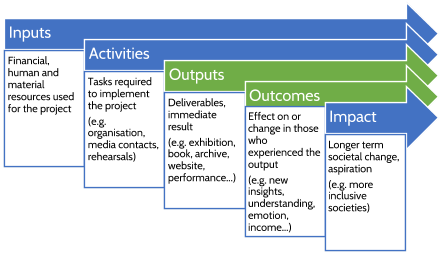 Inputs
Financial,
human and
material
resources used
for the project
Activities
Tasks required
to implement
the project
(e.g.
organisation,
media contacts,
rehearsals)
Outputs
Deliverables,
immediate
result
(e.g. exhibition,
book, archive,
website,
performance...)
Outcomes
Effect on or
change in those
who
experienced the
output
(e.g. new
insights,
understanding,
emotion,
income...)
Impact
Longer term
societal change,
aspiration
(e.g. more
inclusive
societies)